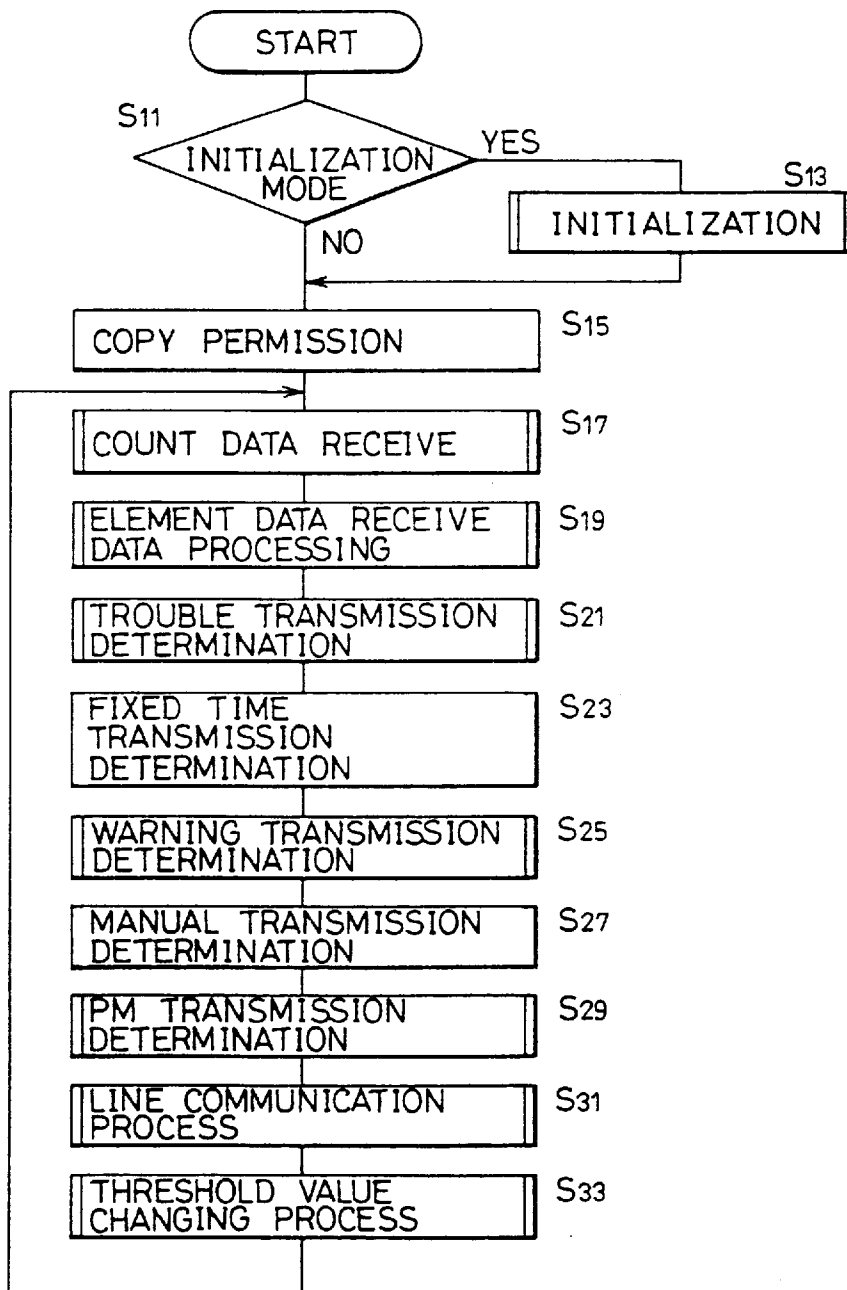 START
S11
INITIALIZATION
MODE
YES
NO
S13
INITIALIZATION
COPY PERMISSION
S15
COUNT DATA RECEIVE
S17
ELEMENT DATA RECEIVE
DATA PROCESSING
S19
TROUBLE TRANSMISSION
DETERMINATION
S21
FIXED TIME
TRANSMISSION
DETERMINATION
S23
WARNING TRANSMISSION
DETERMINATION
S25
MANUAL TRANSMISSION
DETERMINATION
S27
PM TRANSMISSION
DETERMINATION
S29
LINE COMMUNICATION
PROCESS
S31
THRESHOLD VALUE
CHANGING PROCESS
S33